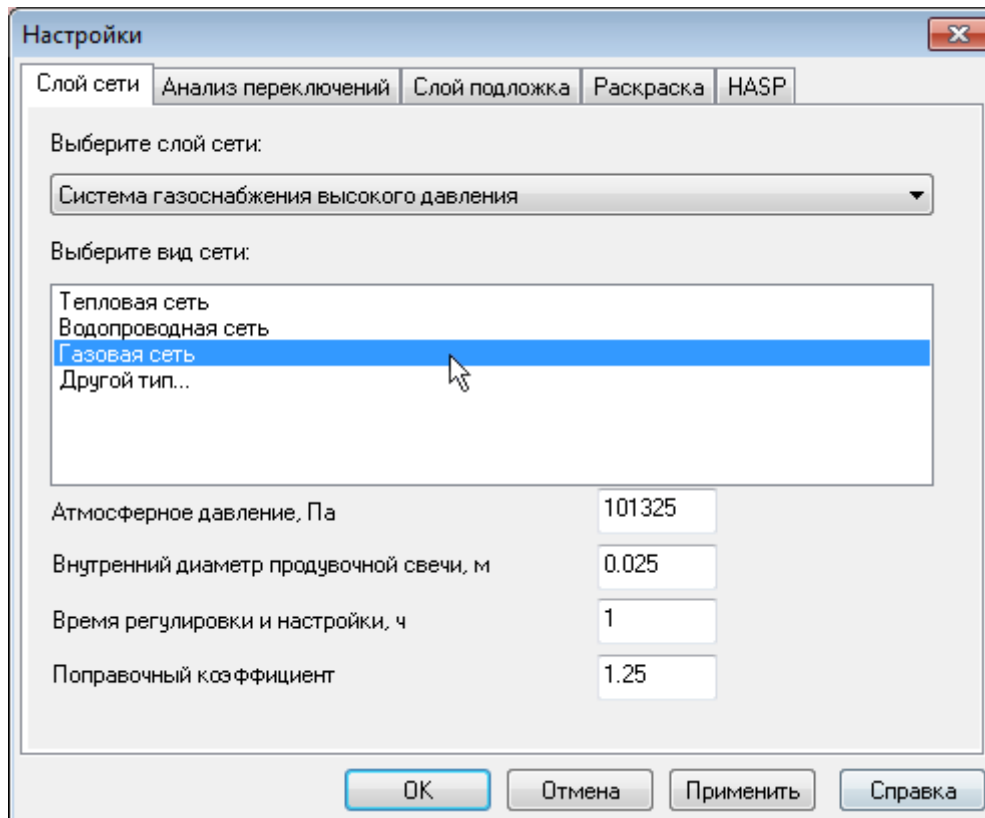 Настройки
Слой сети Анализ переключений Слой подложка Раскраска HASP
Выберите слой сети:
Система газоснабжения высокого давления
Выберите вид сети:
Тепловая сеть
Водопроводная сеть
Газовая сеть
Другой тип...
Атмосферное давление, Па 101325
Внутренний диаметр продувочной свечи, м 0.025
Время регулировки и настройки, ч 1
Поправочный коэффициент 1.25
OK Отмена Применить Справка